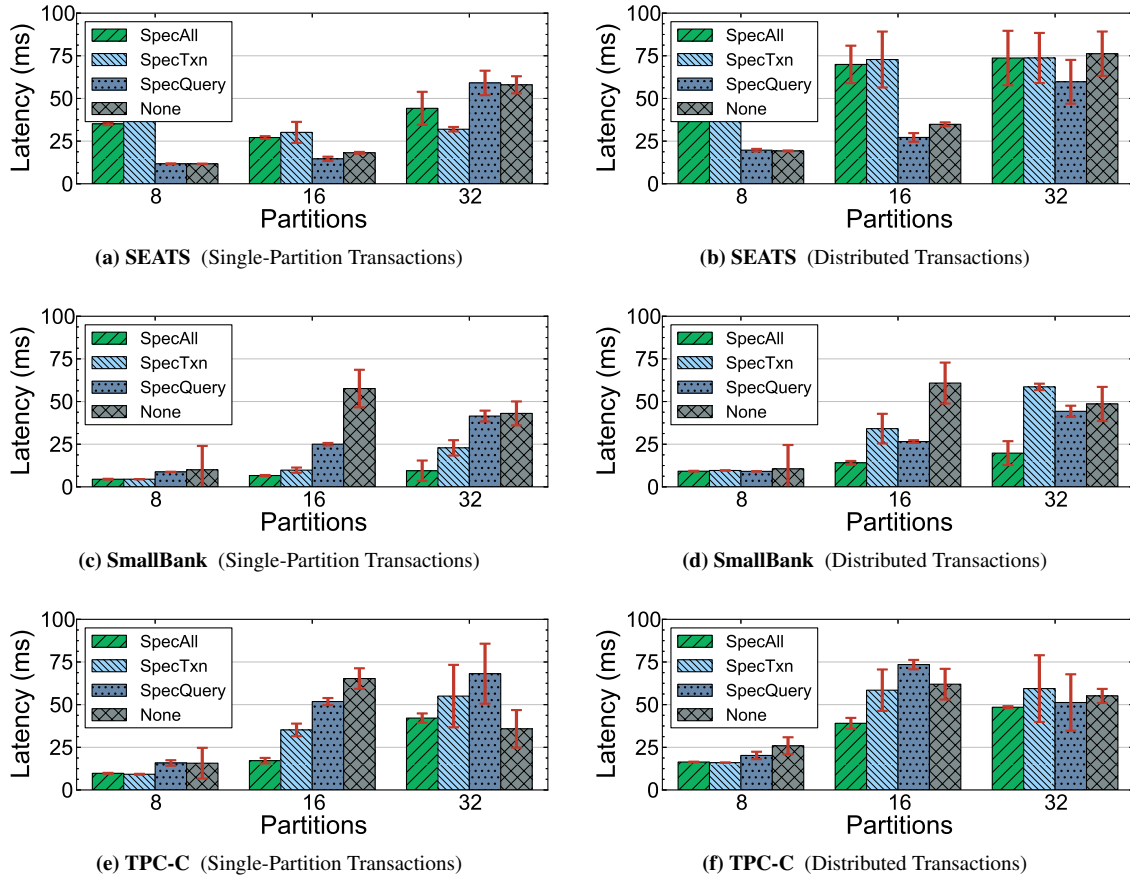 100
75
50
25
0
Latency (ms)
SpecAll
SpecTxn
SpecQuery
None
8
16
32
Partitions
(a) SEATS (Single-Partition Transactions)
100
75
50
25
0
Latency (ms)
SpecAll
SpecTxn
SpecQuery
None
8
16
32
Partitions
(b) SEATS (Distributed Transactions)
100
75
50
25
0
Latency (ms)
SpecAll
SpecTxn
SpecQuery
None
8
16
32
Partitions
(c) SmallBank (Single-Partition Transactions)
100
75
50
25
0
Latency (ms)
SpecAll
SpecTxn
SpecQuery
None
8
16
32
Partitions
(d) SmallBank (Distributed Transactions)
100
75
50
25
0
Latency (ms)
SpecAll
SpecTxn
SpecQuery
None
8
16
32
Partitions
(e) TPC-C (Single-Partition Transactions)
100
75
50
25
0
Latency (ms)
SpecAll
SpecTxn
SpecQuery
None
8
16
32
Partitions
(f) TPC-C (Distributed Transactions)